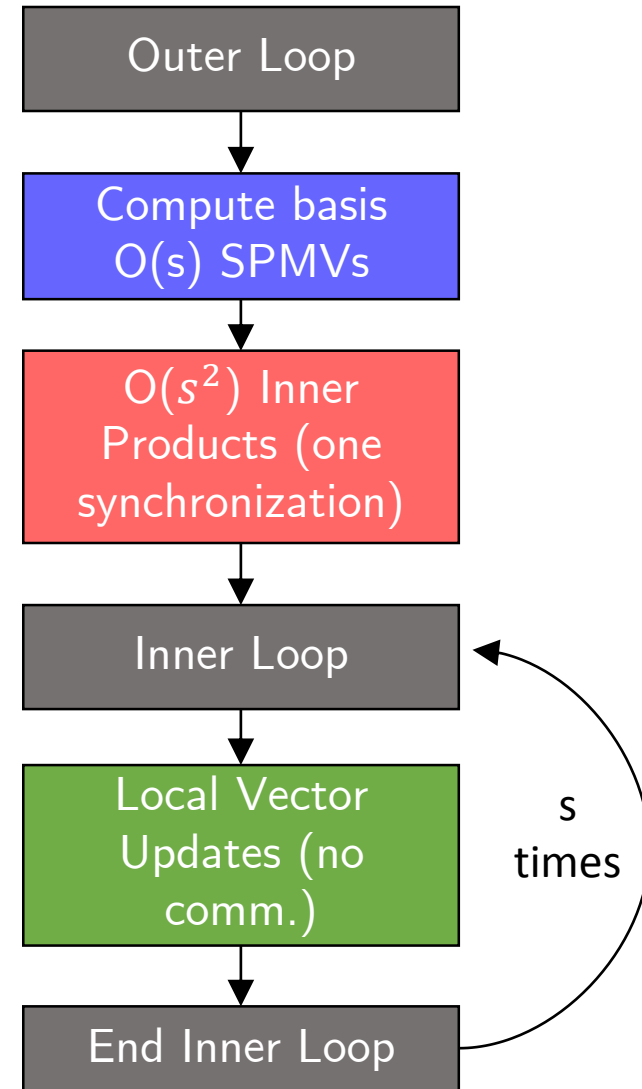 Outer Loop
Compute basis
O(s) SPMVs
O(s²) Inner
Products (one
synchronization)
Inner Loop
Local Vector
Updates (no
comm.)
s
times
End Inner Loop